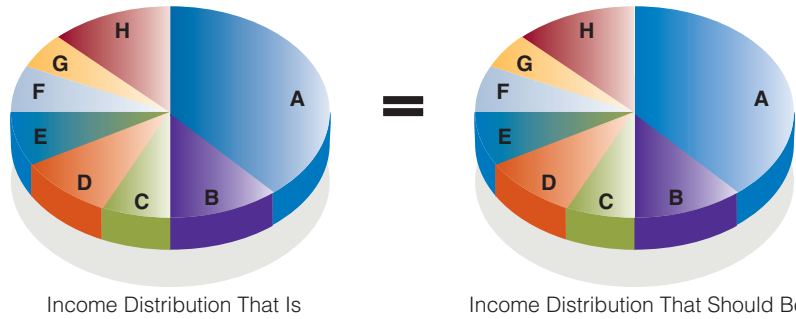 H
G
A
F
E
D
C
B
=
H
G
A
F
E
D
C
B
Income Distribution That Is
Income Distribution That Should Be